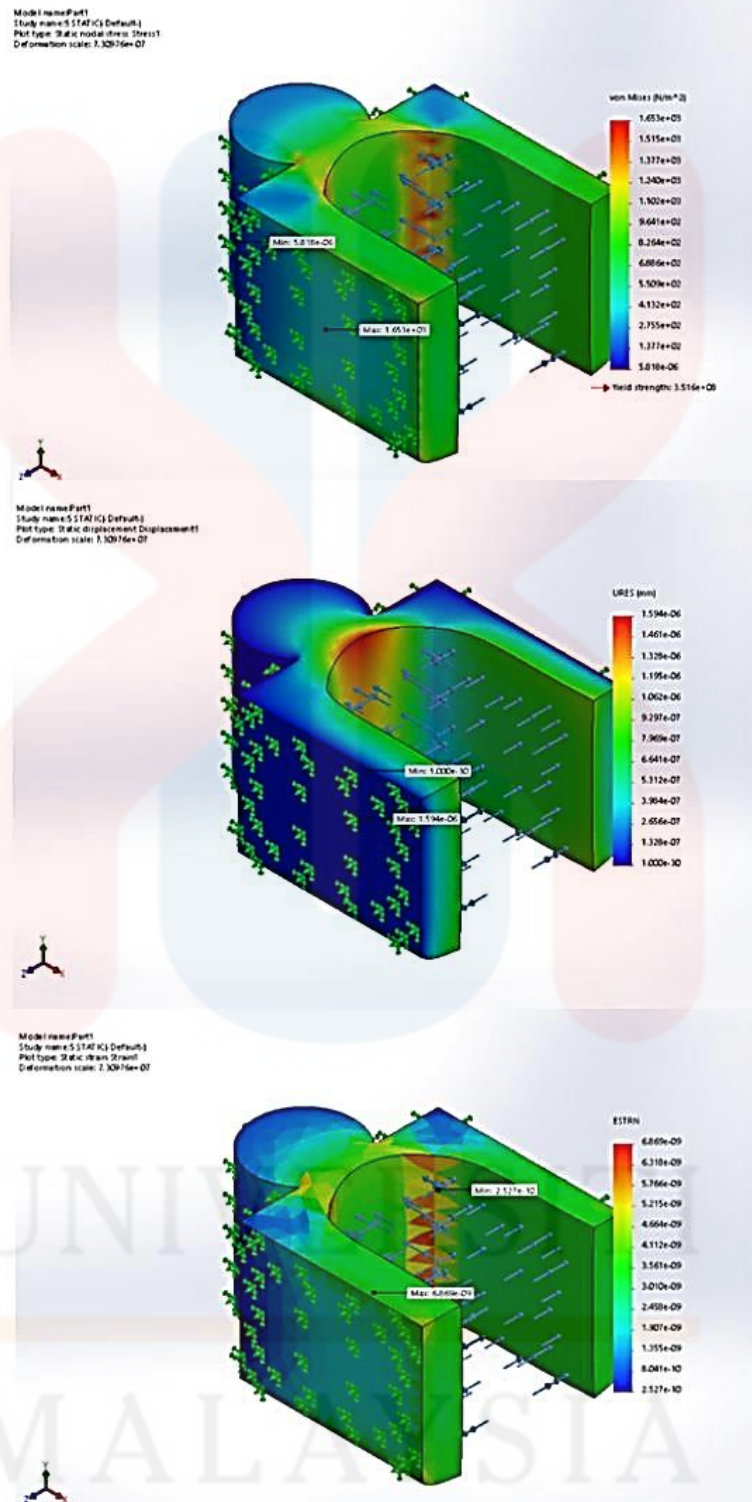 Model name:Part1
Study name:5 STATIC(-Default-)
Plot type: Static nodal stress Stress1
Deformation scale: 7.30976e+07
von Mises (N/m^2)
1.653e+03
1.515e+03
1.377e+03
1.240e+03
1.102e+03
9.641e+02
8.264e+02
6.886e+02
5.509e+02
4.132e+02
2.755e+02
1.377e+02
5.818e-06
Yield strength: 3.516e+08
Min: 5.818e-06
Max: 1.653e+03
Y
Z
X
Model name:Part1
Study name:5 STATIC(-Default-)
Plot type: Static displacement Displacement1
Deformation scale: 7.30976e+07
URES (mm)
1.594e-06
1.461e-06
1.328e-06
1.195e-06
1.062e-06
9.297e-07
7.969e-07
6.641e-07
5.312e-07
3.984e-07
2.656e-07
1.328e-07
1.000e-30
Min: 1.000e-30
Max: 1.594e-06
Y
Z
X
Model name:Part1
Study name:5 STATIC(-Default-)
Plot type: Static strain Strain1
Deformation scale: 7.30976e+07
ESTRN
6.869e-09
6.318e-09
5.766e-09
5.215e-09
4.664e-09
4.112e-09
3.561e-09
3.010e-09
2.458e-09
1.907e-09
1.355e-09
8.041e-10
2.527e-10
Min: 2.527e-10
Max: 6.869e-09
Y
Z
X
UNIVERSITI
MALAYSIA